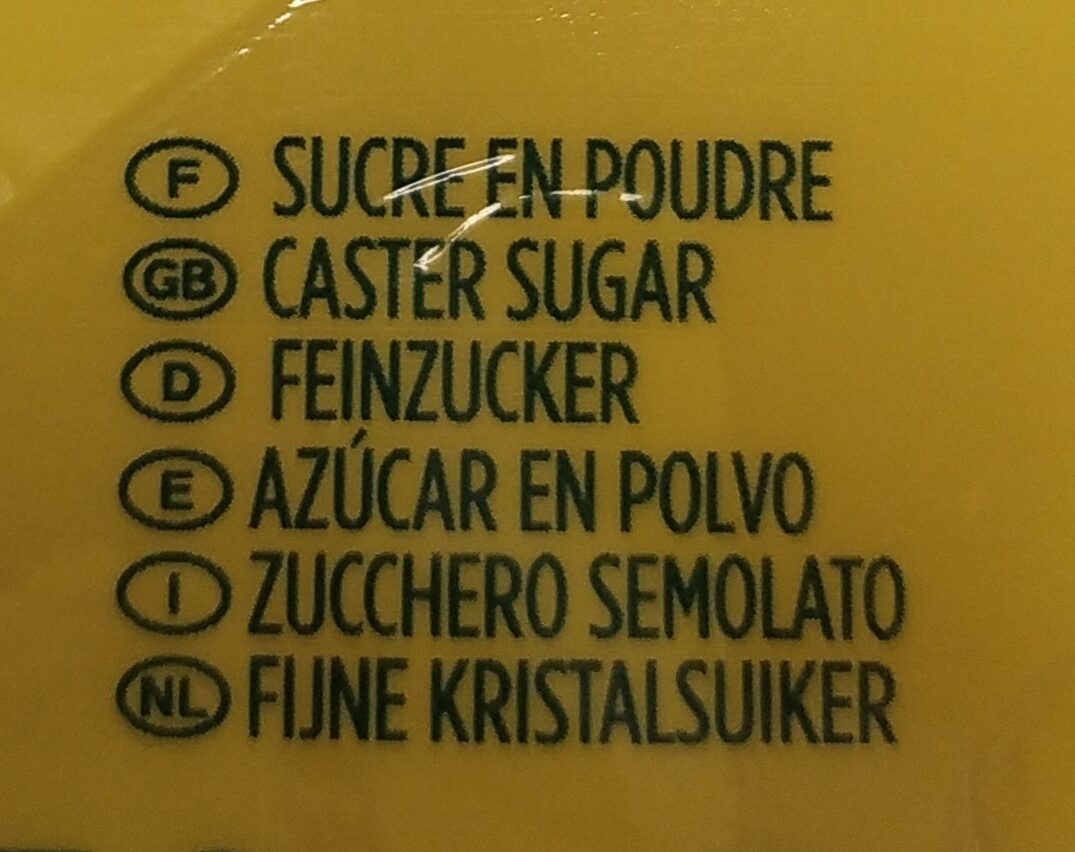 F SUCRE EN POUDRE
GB CASTER SUGAR
D FEINZUCKER
E AZÚCAR EN POLVO
I ZUCCHERO SEMOLATO
NL FIJNE KRISTALSUIKER